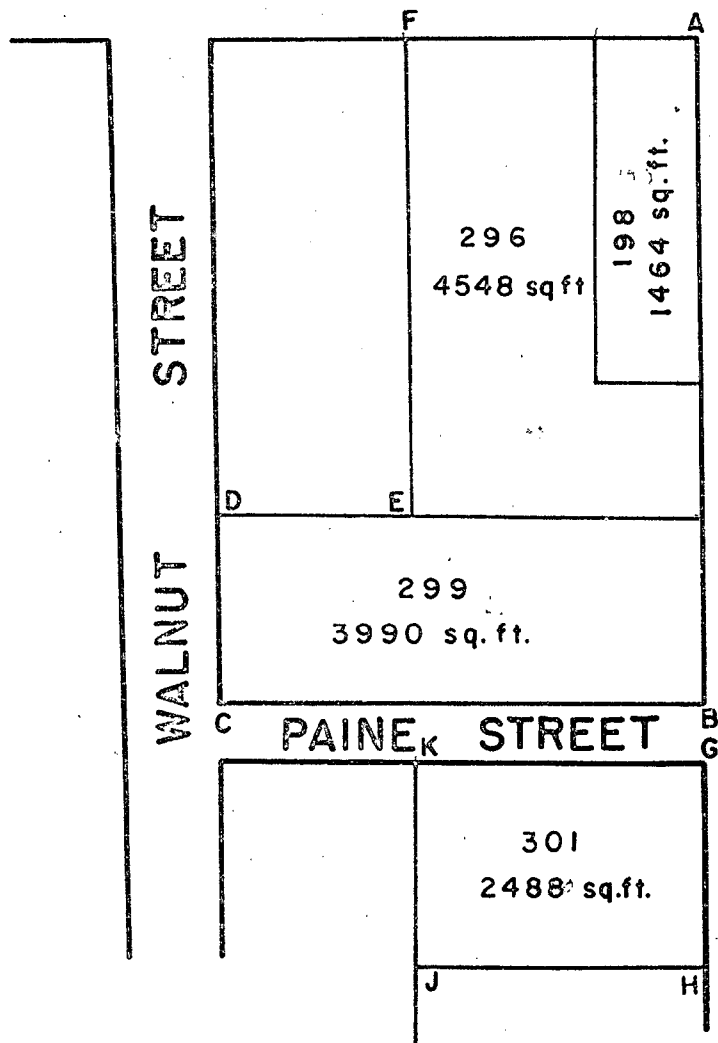 F
A
STREET
296
4548 sq ft
198
1464 sq. ft.
D
E
WALNUT
299
3990 sq. ft.
C
PAINE STREET
B
K
G
301
2488 sq.ft.
J
H